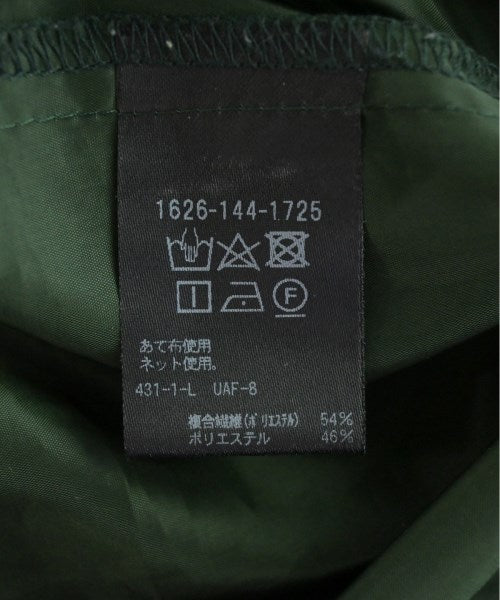 1626-144-1725
F
あて布使用
ネット使用。
431-1-L UAF-8
複合繊維(ポリエステル) 54%
ポリエステル 46%